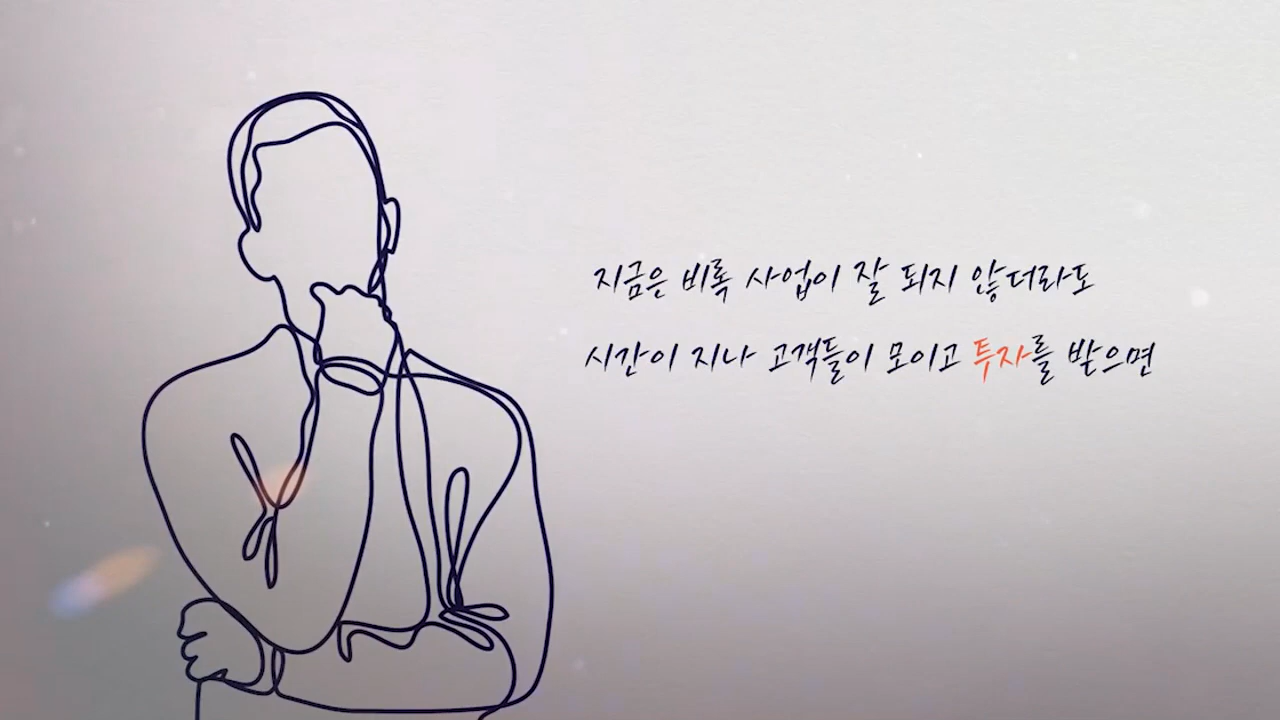 지금은 비록 사업이 잘 되지 않더라도
시간이 지나 고객들이 모이고 투자를 받으면